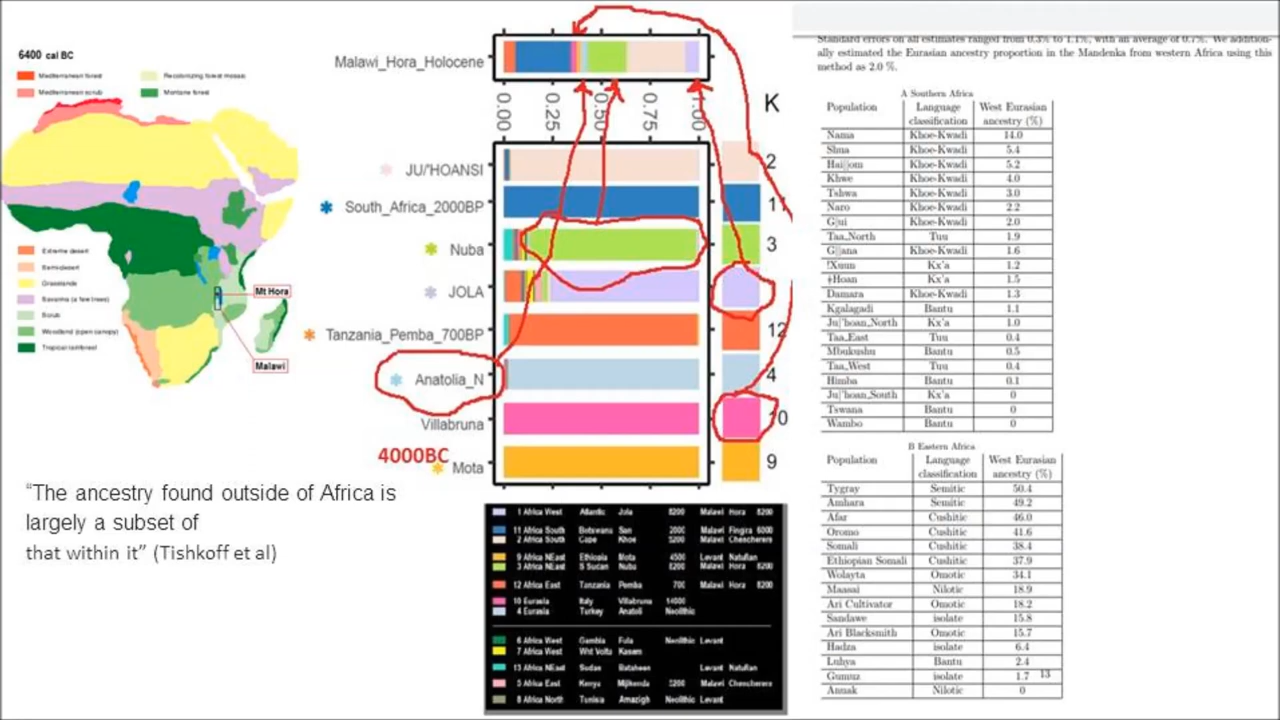 6400 cal BC
Mediterranean forest
Recolonizing forest mosaic
Mediterranean scrub
Montane forest
Extreme desert
Semi-desert
Grasslands
Savanna (a few trees)
Scrub
Woodland (open canopy)
Tropical rainforest
Mt Hora
Malawi
"The ancestry found outside of Africa is
largely a subset of
that within it" (Tishkoff et al)
Malawi_Hora_Holocene
0.00
0.25
0.50
0.75
1.00
K
JU/'HOANSI
2
South_Africa_2000BP
11
Nuba
3
JOLA
Tanzania_Pemba_700BP
12
Anatolia_N
4
Villabruna
10
4000BC
Mota
9
1 Africa West Atlantic Jola 8200 Malawi Hora 8200
11 Africa South Botswana San 2000 Malawi Fingira 6000
2 Africa South Cape Khoe 5200 Malawi Chencherere
9 Africa NEast Ethiopia Mota 4500 Levant Natufian
3 Africa NEast S Sudan Nuba 8200 Malawi Hora 8200
12 Africa East Tanzania Pemba 700 Malawi Hora 8200
10 Eurasia Italy Villabruna 14000
4 Eurasia Turkey Anatoli Neolithic
6 Africa West Gambia Fula Neolithic Levant
7 Africa West Wht Volta Kasem
13 Africa NEast Sudan Bataheen Levant Natufian
5 Africa East Kenya Mijikenda 5200 Malawi Chencherere
8 Africa North Tunisia Amazigh Neolithic Levant
Standard errors on all estimates ranged from 0.3% to 1.1%, with an average of 0.7%. We addition-
ally estimated the Eurasian ancestry proportion in the Mandenka from western Africa using this
method as 2.0 %.
A Southern Africa
Population Language classification West Eurasian ancestry (%)
Nama Khoe-Kwadi 14.0
Shua Khoe-Kwadi 5.4
Hai||om Khoe-Kwadi 5.2
Khwe Khoe-Kwadi 4.0
Tshwa Khoe-Kwadi 3.0
Naro Khoe-Kwadi 2.2
G|ui Khoe-Kwadi 2.0
Taa_North Tuu 1.9
G||ana Khoe-Kwadi 1.6
!Xuun Kx'a 1.2
ǂHoan Kx'a 1.5
Damara Khoe-Kwadi 1.3
Kgalagadi Bantu 1.1
Ju|'hoan_North Kx'a 1.0
Taa_East Tuu 0.4
Mbukushu Bantu 0.5
Taa_West Tuu 0.4
Himba Bantu 0.1
Ju|'hoan_South Kx'a 0
Tswana Bantu 0
Wambo Bantu 0
B Eastern Africa
Population Language classification West Eurasian ancestry (%)
Tygray Semitic 50.4
Amhara Semitic 49.2
Afar Cushitic 46.0
Oromo Cushitic 41.6
Somali Cushitic 38.4
Ethiopian Somali Cushitic 37.9
Wolayta Omotic 34.1
Maasai Nilotic 18.9
Ari Cultivator Omotic 18.2
Sandawe isolate 15.8
Ari Blacksmith Omotic 15.7
Hadza isolate 6.4
Luhya Bantu 2.4
Gumuz isolate 1.7
13
Anuak Nilotic 0